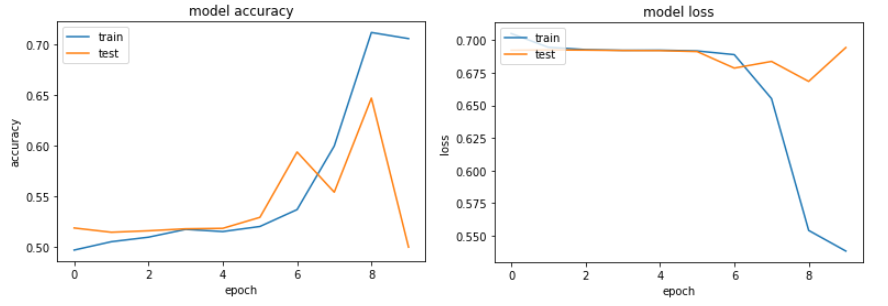 model accuracy
train
test
0.70
0.65
0.60
0.55
0.50
accuracy
0 2 4 6 8
epoch
model loss
train
test
0.700
0.675
0.650
0.625
0.600
0.575
0.550
loss
0 2 4 6 8
epoch